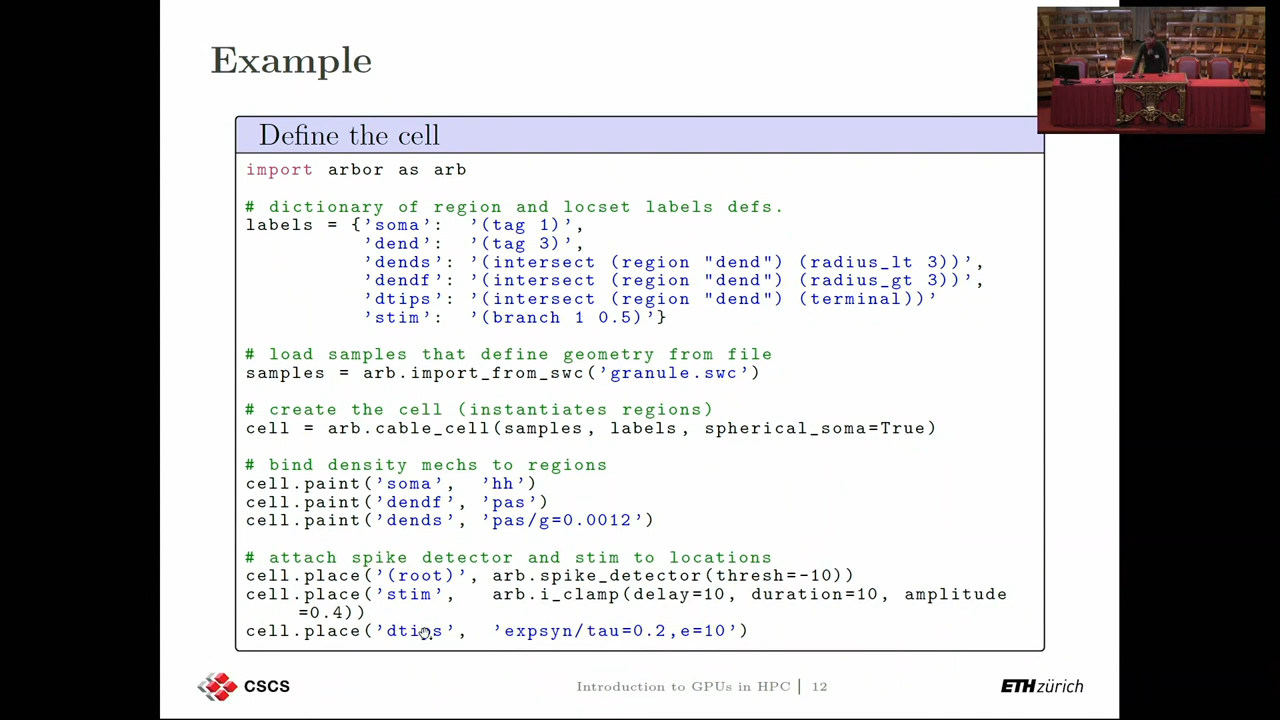 Example
Define the cell
import arbor as arb
# dictionary of region and locset labels defs.
labels = {'soma':  '(tag 1)',
'dend':  '(tag 3)',
'dends': '(intersect (region "dend") (radius_lt 3))',
'dendf': '(intersect (region "dend") (radius_gt 3))',
'dtips': '(intersect (region "dend") (terminal))'
'stim':  '(branch 1 0.5)'}
# load samples that define geometry from file
samples = arb.import_from_swc('granule.swc')
# create the cell (instantiates regions)
cell = arb.cable_cell(samples, labels, spherical_soma=True)
# bind density mechs to regions
cell.paint('soma',  'hh')
cell.paint('dendf', 'pas')
cell.paint('dends', 'pas/g=0.0012')
# attach spike detector and stim to locations
cell.place('(root)', arb.spike_detector(thresh=-10))
cell.place('stim',   arb.i_clamp(delay=10, duration=10, amplitude
=0.4))
cell.place('dtips',  'expsyn/tau=0.2,e=10')
CSCS
Introduction to GPUs in HPC | 12
ETH zürich